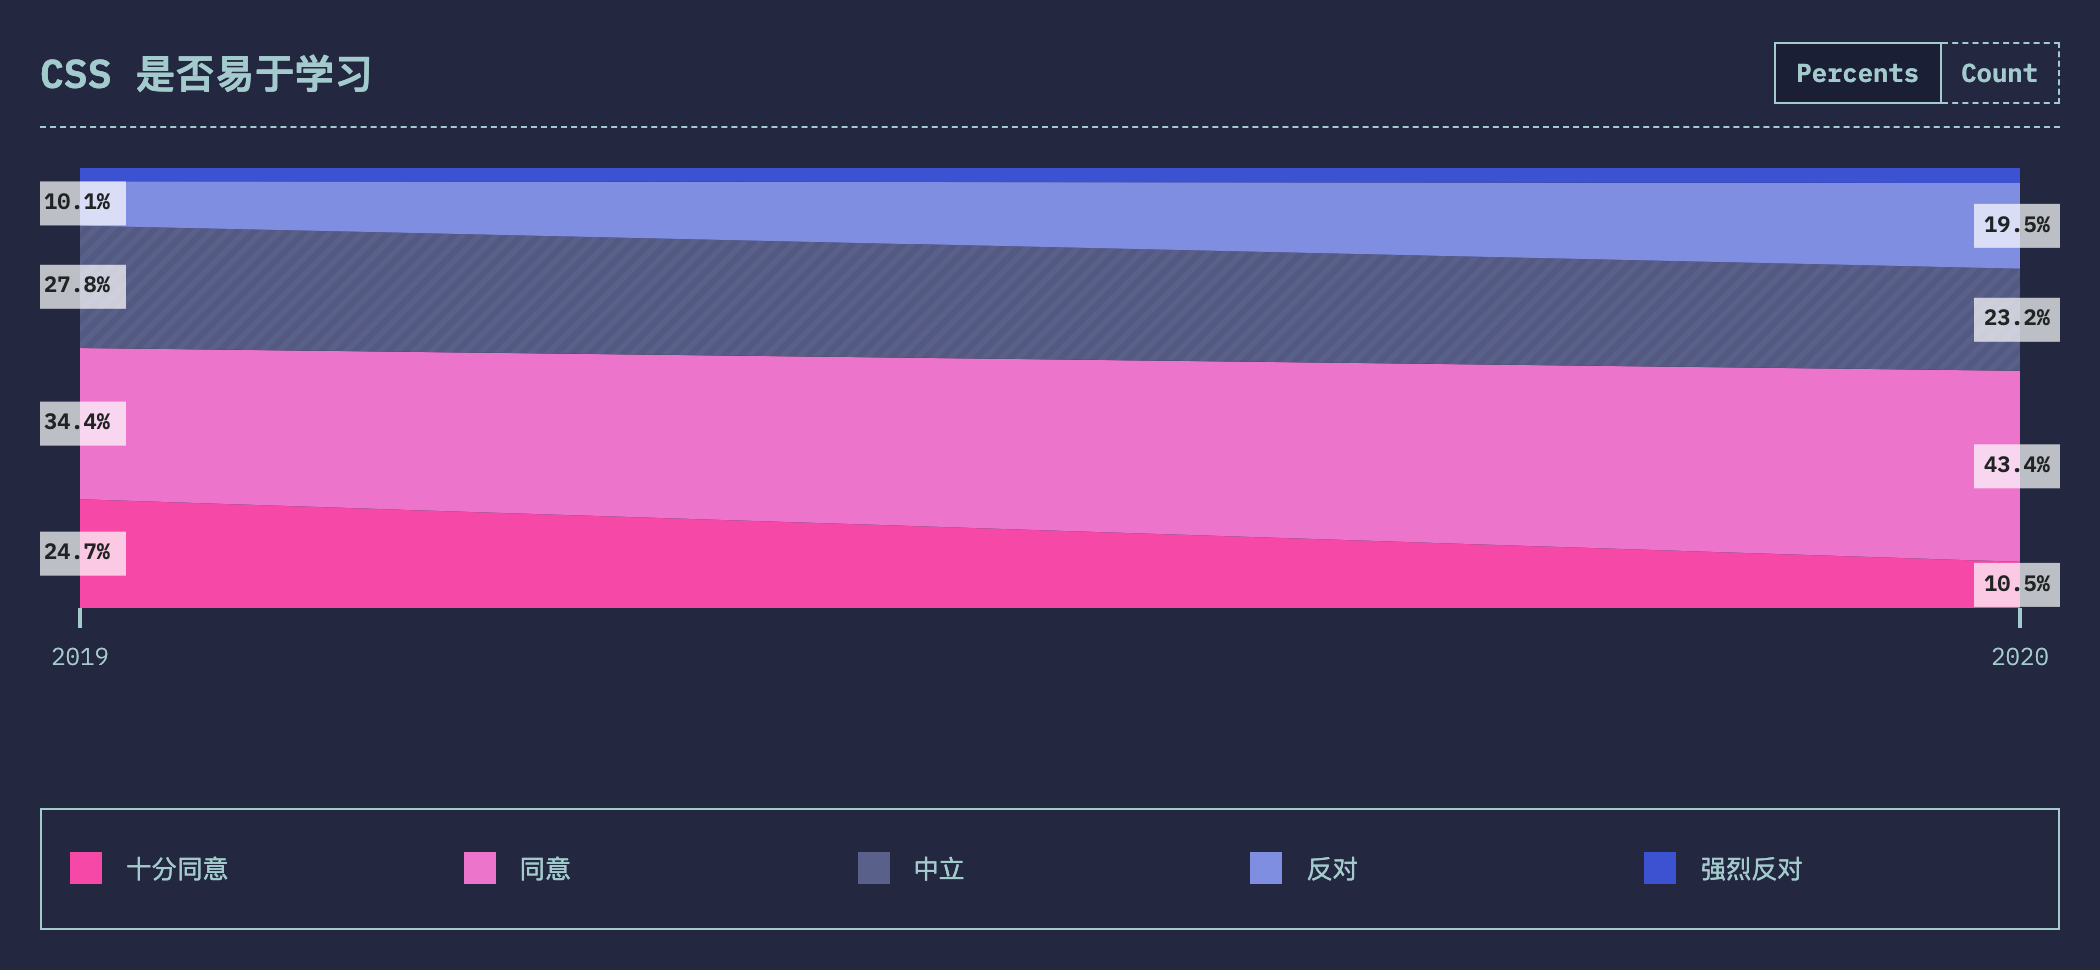 CSS 是否易于学习
Percents
Count
10.1%
27.8%
34.4%
24.7%
19.5%
23.2%
43.4%
10.5%
2019
2020
十分同意
同意
中立
反对
强烈反对